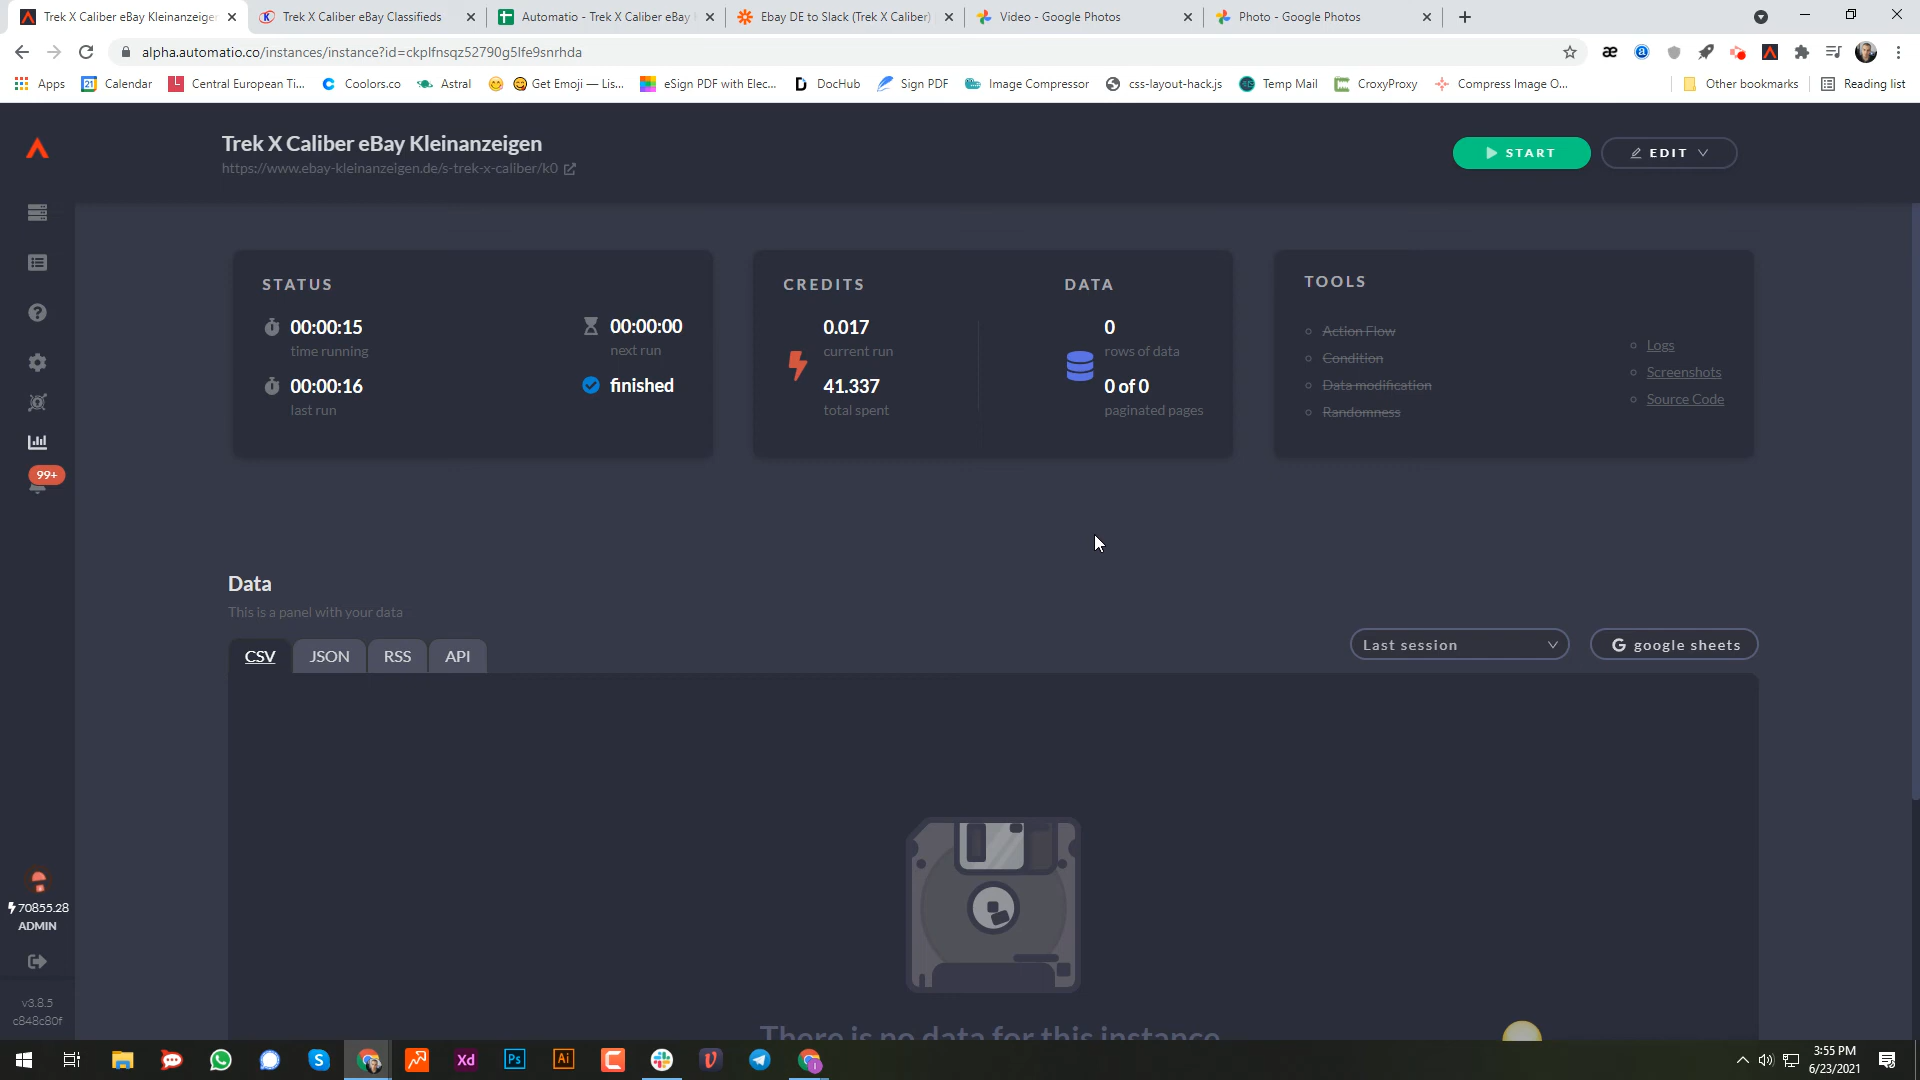 Trek X Caliber eBay Kleinanzeigen
Trek X Caliber eBay Classifieds
Automatio - Trek X Caliber eBay
Ebay DE to Slack (Trek X Caliber)
Video - Google Photos
Photo - Google Photos
alpha.automatio.co/instances/instance?id=ckplfnsqz52790g5lfe9snrhda
Apps
Calendar
Central European Ti...
Coolors.co
Astral
Get Emoji — Lis...
eSign PDF with Elec...
DocHub
Sign PDF
Image Compressor
css-layout-hack.js
Temp Mail
CroxyProxy
Compress Image O...
Other bookmarks
Reading list
Trek X Caliber eBay Kleinanzeigen
https://www.ebay-kleinanzeigen.de/s-trek-x-caliber/k0
START
EDIT
STATUS
00:00:15
time running
00:00:00
next run
00:00:16
last run
finished
CREDITS
0.017
current run
41.337
total spent
DATA
0
rows of data
0 of 0
paginated pages
TOOLS
Action Flow
Condition
Data modification
Randomness
Logs
Screenshots
Source Code
99+
Data
This is a panel with your data
CSV
JSON
RSS
API
Last session
G google sheets
There is no data for this instance
70855.28
ADMIN
v3.8.5
c848c80f
Xd
Ps
Ai
3:55 PM
6/23/2021